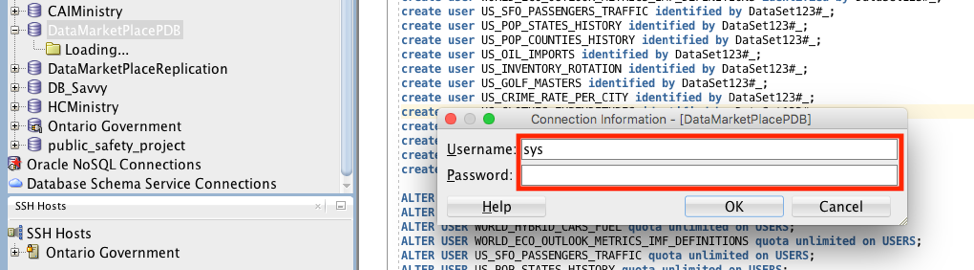 CAIMinistry
DataMarketPlacePDB
Loading...
DataMarketPlaceReplication
DB_Savvy
HCMinistry
Ontario Government
public_safety_project
Oracle NoSQL Connections
Database Schema Service Connections
SSH Hosts
SSH Hosts
Ontario Government
create user US_SFO_PASSENGERS_TRAFFIC identified by DataSet123#_;
create user US_POP_STATES_HISTORY identified by DataSet123#_;
create user US_POP_COUNTIES_HISTORY identified by DataSet123#_;
create user US_OIL_IMPORTS identified by DataSet123#_;
create user US_INVENTORY_ROTATION identified by DataSet123#_;
create user US_GOLF_MASTERS identified by DataSet123#_;
create user US_CRIME_RATE_PER_CITY identified by DataSet123#_;
create
create
create
create
create
Connection Information - [DataMarketPlacePDB]
Username: sys
Password:
Help OK Cancel
ALTER
ALTER
ALTER USER WORLD_HYBRID_CARS_FUEL quota unlimited on USERS;
ALTER USER WORLD_ECO_OUTLOOK_METRICS_IMF_DEFINITIONS quota unlimited on USERS;
ALTER USER US_SFO_PASSENGERS_TRAFFIC quota unlimited on USERS;
ALTER USER US_POP_STATES_HISTORY quota unlimited on USERS;